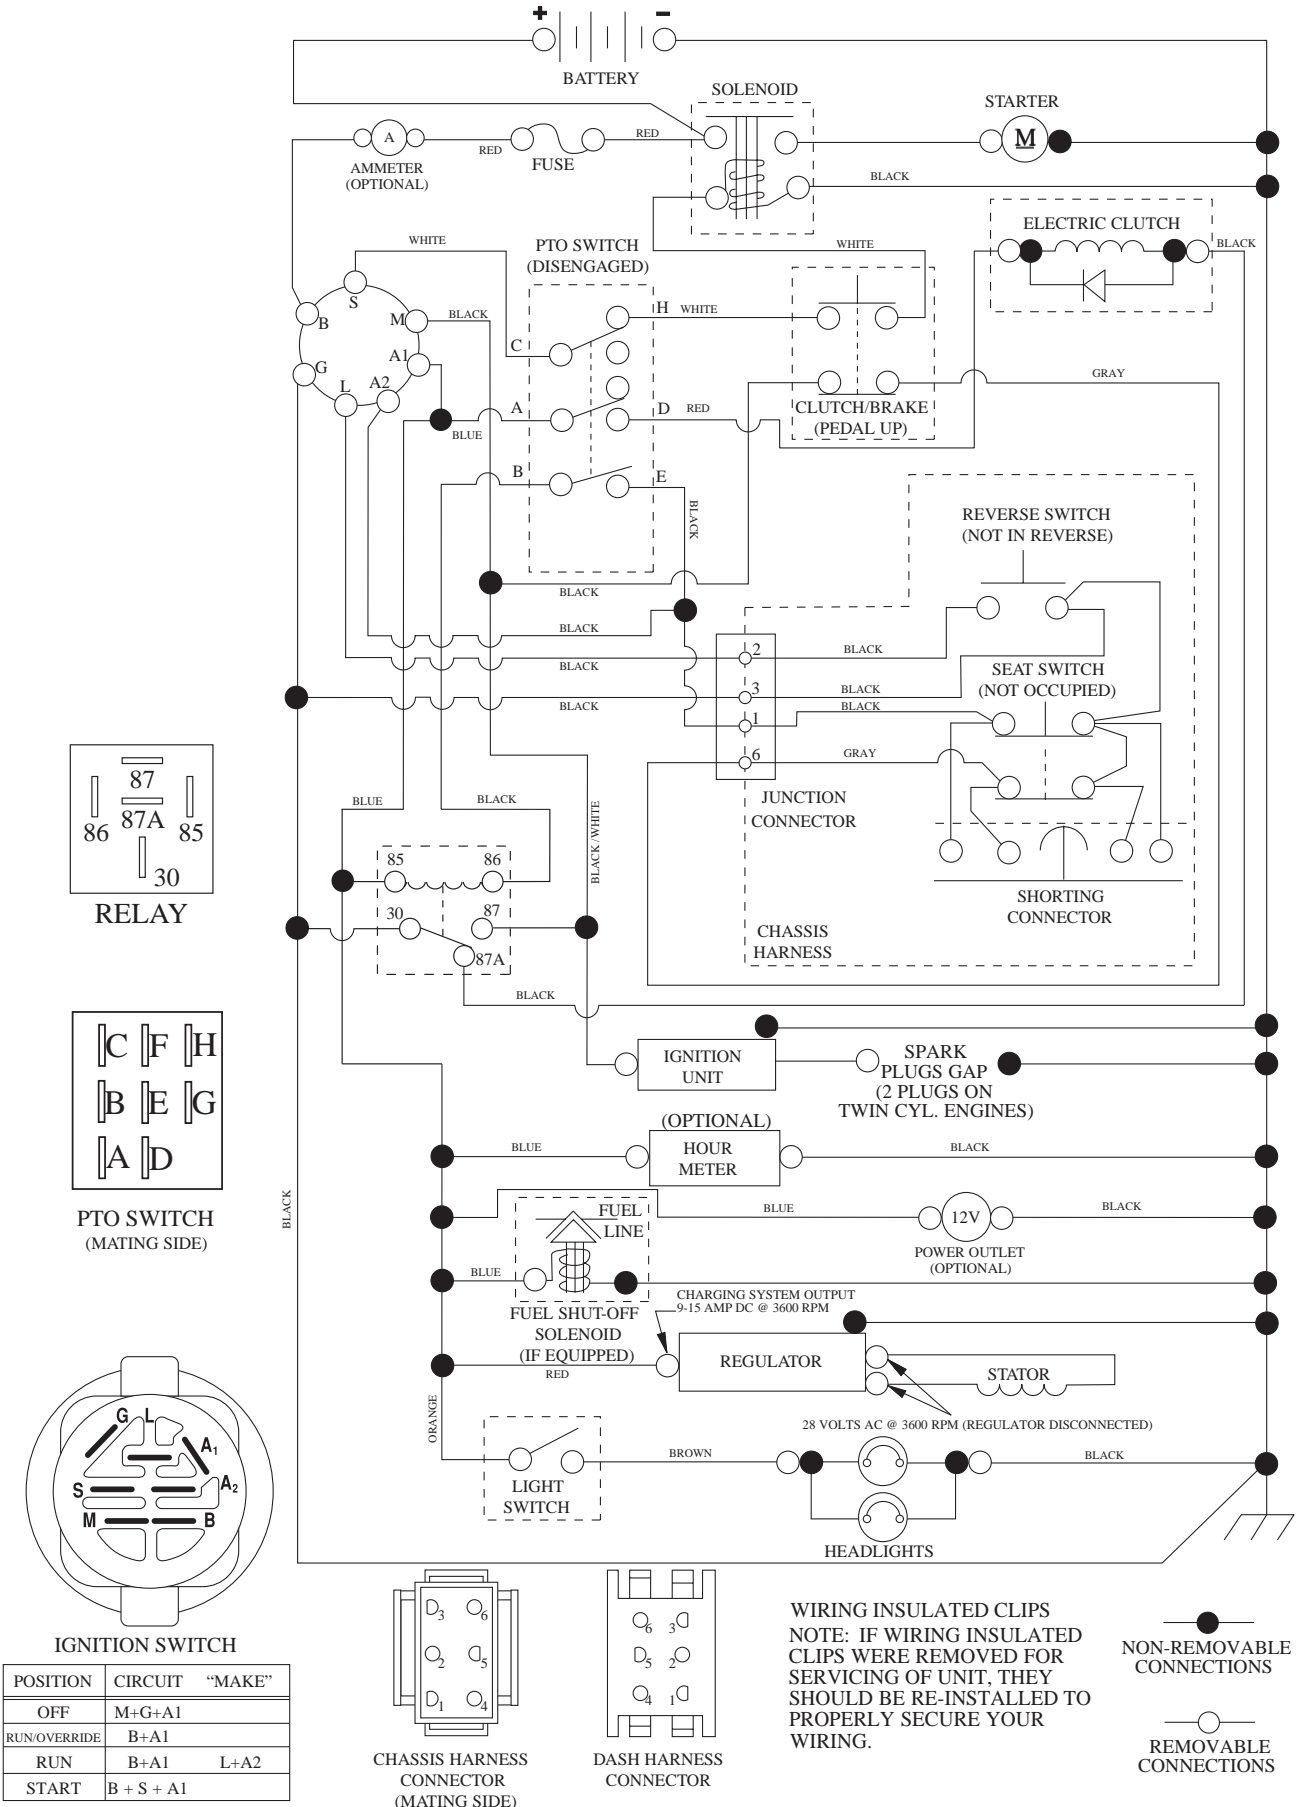 + −
BATTERY
SOLENOID
STARTER
A
RED
FUSE
RED
M
AMMETER
(OPTIONAL)
BLACK
WHITE
PTO SWITCH
(DISENGAGED)
WHITE
ELECTRIC CLUTCH
BLACK
S
B
M
BLACK
H
WHITE
C
G
A1
L
A2
GRAY
A
BLUE
D
RED
CLUTCH/BRAKE
(PEDAL UP)
B
E
BLACK
REVERSE SWITCH
(NOT IN REVERSE)
BLACK
BLACK
BLACK
2
BLACK
SEAT SWITCH
(NOT OCCUPIED)
3
BLACK
BLACK
1
BLACK
6
GRAY
JUNCTION
CONNECTOR
87
86
87A
85
30
RELAY
BLUE
BLACK
BLACK /WHITE
85
86
30
87
87A
SHORTING
CONNECTOR
CHASSIS
HARNESS
BLACK
C F H
B E G
A D
PTO SWITCH
(MATING SIDE)
IGNITION
UNIT
SPARK
PLUGS GAP
(2 PLUGS ON
TWIN CYL. ENGINES)
(OPTIONAL)
HOUR
METER
BLUE
BLACK
BLACK
BLUE
12V
BLACK
POWER OUTLET
(OPTIONAL)
FUEL
LINE
BLUE
FUEL SHUT-OFF
SOLENOID
(IF EQUIPPED)
CHARGING SYSTEM OUTPUT
9-15 AMP DC @ 3600 RPM
RED
REGULATOR
STATOR
28 VOLTS AC @ 3600 RPM (REGULATOR DISCONNECTED)
ORANGE
LIGHT
SWITCH
BROWN
BLACK
HEADLIGHTS
G L
A1
S
A2
M
B
IGNITION SWITCH
POSITION CIRCUIT “MAKE”
OFF M+G+A1
RUN/OVERRIDE B+A1
RUN B+A1 L+A2
START B + S + A1
3 6
2 5
1 4
CHASSIS HARNESS
CONNECTOR
(MATING SIDE)
6 3
5 2
4 1
DASH HARNESS
CONNECTOR
WIRING INSULATED CLIPS
NOTE: IF WIRING INSULATED
CLIPS WERE REMOVED FOR
SERVICING OF UNIT, THEY
SHOULD BE RE-INSTALLED TO
PROPERLY SECURE YOUR
WIRING.
NON-REMOVABLE
CONNECTIONS
REMOVABLE
CONNECTIONS